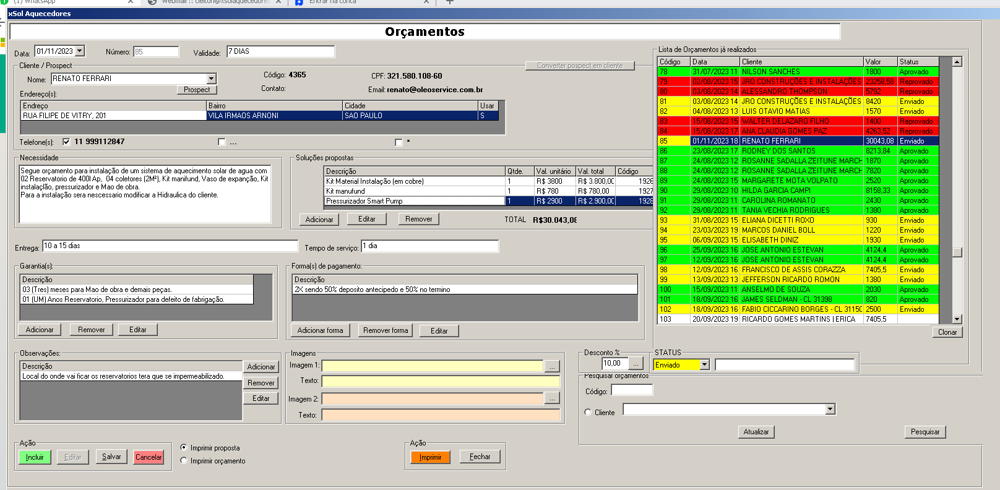 (1) WhatsApp
Webmail :: cleiton@xsolaquecedores
Entrar na conta
xSol Aquecedores
Orçamentos
Data: 01/11/2023
Número: 85
Validade: 7 DIAS
Cliente / Prospect
Converter pospect em cliente
Nome: RENATO FERRARI
Código: 4365
CPF: 321.580.108-60
Prospect
Contato:
Email: renato@oleoservice.com.br
Endereço(s):
Endreço Bairro Cidade Usar
RUA FILIPE DE VITRY, 201 VILA IRMAOS ARNONI SAO PAULO S
Telefone(s): 11 999112847 ... *
Necessidade
Segue orçamento para instalação de um sistema de aquecimento solar de agua com
02 Reservatorio de 400l Ap, 04 coletores (2M²), Kit manifund, Vaso de expanção, Kit
instalação, pressurizador e Mao de obra.
Para a instalação sera nescessario modificar a Hidraulica do cliente.
Soluções propostas
Descrição Qtde. Val. unitário Val. total Código
Kit Material Instalação (em cobre) 1 R$ 3800 R$ 3.800,00 1926
Kit manufund 1 R$ 780 R$ 780,00 1927
Pressurizador Smart Pump 1 R$ 2900 R$ 2.900,00 1928
Adicionar Editar Remover TOTAL R$30.043,08
Entrega: 10 a 15 dias
Tempo de serviço: 1 dia
Garantia(s):
Descrição
03 (Tres) meses para Mao de obra e demais peças.
01 (UM) Anos Reservatorio, Pressurizador para defeito de fabrigação.
Adicionar Remover Editar
Forma(s) de pagamento:
Descrição
2X sendo 50% deposito antecipedo e 50% no termino
Adicionar forma Remover forma Editar
Observações:
Descrição
Local do onde vai ficar os reservatorios tera que se impermeabilizado.
Adicionar
Remover
Editar
Imagens
Imagem 1: ...
Texto:
Imagem 2: ...
Texto:
Lista de Orçamentos já realizados
Código Data Cliente Valor Status
78 31/07/2023 11 NILSON SANCHES 1800 Aprovado
79 02/08/2023 15 JRO CONSTRUÇÕES E INSTALAÇÕES 23258,58 Reprovado
80 03/08/2023 14 ALESSANDRO THOMPSON 5792 Reprovado
81 03/08/2023 14 JRO CONSTRUÇÕES E INSTALAÇÕES 8420 Enviado
82 04/08/2023 13 LUIS OTAVIO MATIAS 1570 Enviado
83 15/08/2023 15 WALTER DELAZARO FILHO 1400 Reprovado
84 15/08/2023 17 ANA CLAUDIA GOMES PAZ 4263,52 Reprovado
85 01/11/2023 18 RENATO FERRARI 30043,08 Enviado
86 23/08/2023 17 RODNEY DOS SANTOS 8213,84 Aprovado
87 24/08/2023 12 ROSANNE SADALLA ZEITUNE MARCH 1870 Aprovado
88 24/08/2023 12 ROSANNE SADALLA ZEITUNE MARCH 7820 Aprovado
89 24/08/2023 15 MARGARETE MOTA VOLPATO 2520 Aprovado
90 29/08/2023 10 HILDA GARCIA CAMPI 8158,33 Aprovado
91 29/08/2023 11 CAROLINA ROMANATO 2430 Aprovado
92 29/08/2023 11 TANIA VECHIA RODRIGUES 1380 Aprovado
93 31/08/2023 15 ELIANA DICETTI ROXO 930 Enviado
94 23/03/2023 19 MARCOS DANIEL BOLL 1220 Enviado
95 06/09/2023 15 ELISABETH DINIZ 1930 Enviado
96 25/09/2023 16 JOSE ANTONIO ESTEVAN 4124,4 Aprovado
97 12/09/2023 16 JOSE ANTONIO ESTEVAN 4124,4 Aprovado
98 12/09/2023 16 FRANCISCO DE ASSIS CORAZZA 7405,5 Enviado
99 13/09/2023 13 JEFFERSON RICARDO ROMON 1380 Enviado
100 15/09/2023 11 ANSELMO DE SOUZA 2030 Aprovado
101 18/09/2023 16 JAMES SELDMAN - CL 31398 820 Aprovado
102 18/09/2023 16 FABIO CICCARINO BORGES - CL 3115C 2500 Enviado
103 20/09/2023 19 RICARDO GOMES MARTINS | ERICA 7405,5
Clonar
Desconto %
10,00 ...
STATUS
Enviado
Pesquisar orçamentos
Código:
Cliente
Atualizar Pesquisar
Ação
Incluir Editar Salvar Cancelar
Imprimir proposta
Imprimir orçamento
Ação
Imprimir Fechar